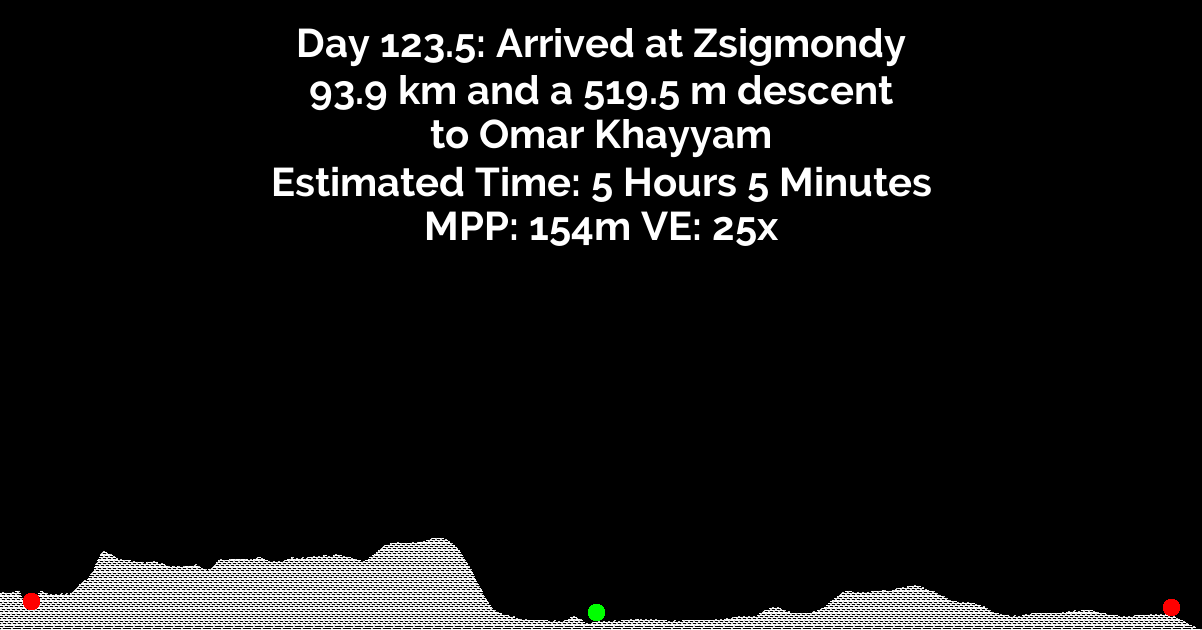 Day 123.5: Arrived at Zsigmondy
93.9 km and a 519.5 m descent
to Omar Khayyam
Estimated Time: 5 Hours 5 Minutes
MPP: 154m VE: 25x